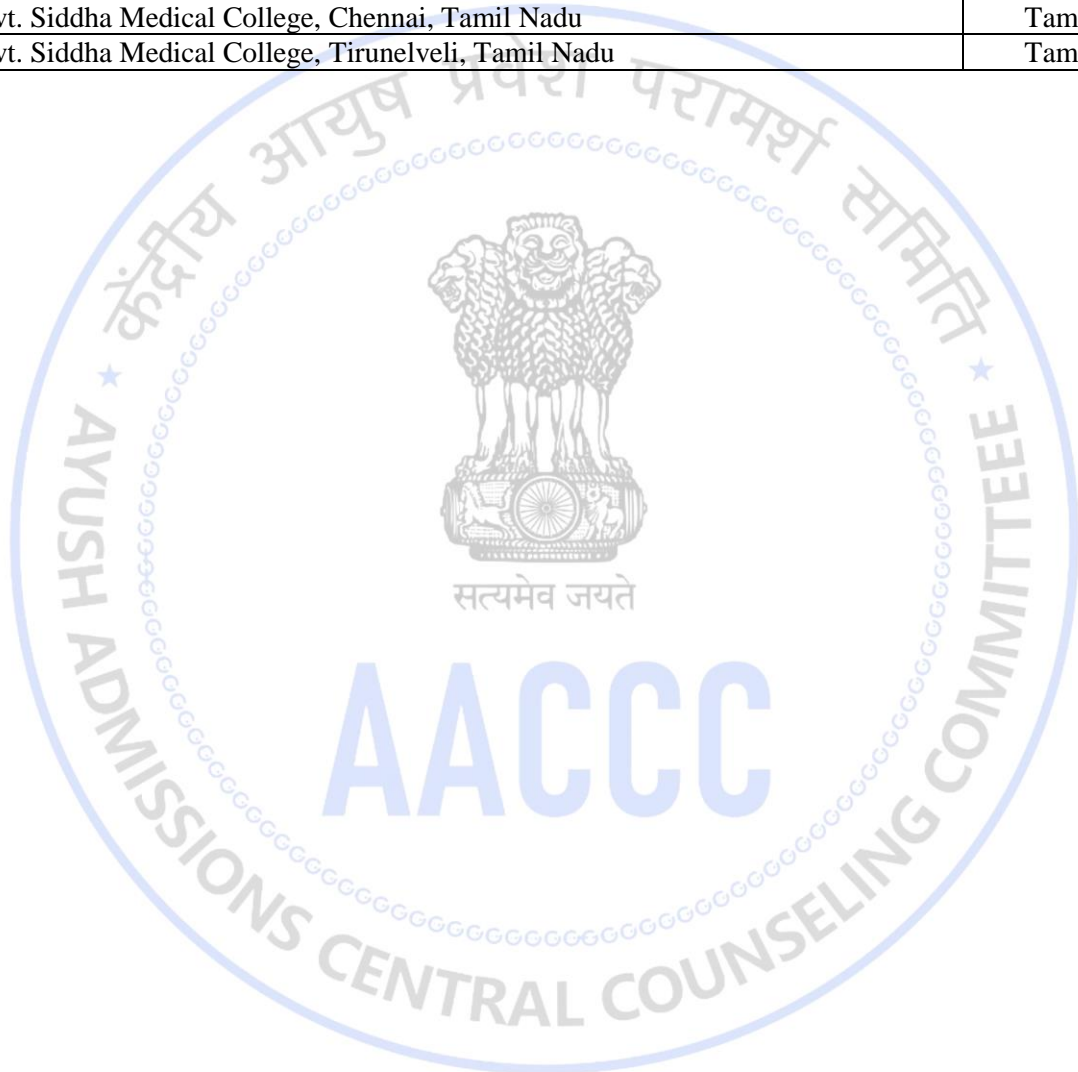 vt. Siddha Medical College, Chennai, Tamil Nadu Tam
vt. Siddha Medical College, Tirunelveli, Tamil Nadu Tam
केंद्रीय आयुष प्रवेश परामर्श समिति
सत्यमेव जयते
AACCC
AYUSH ADMISSIONS CENTRAL COUNSELING COMMITTEE